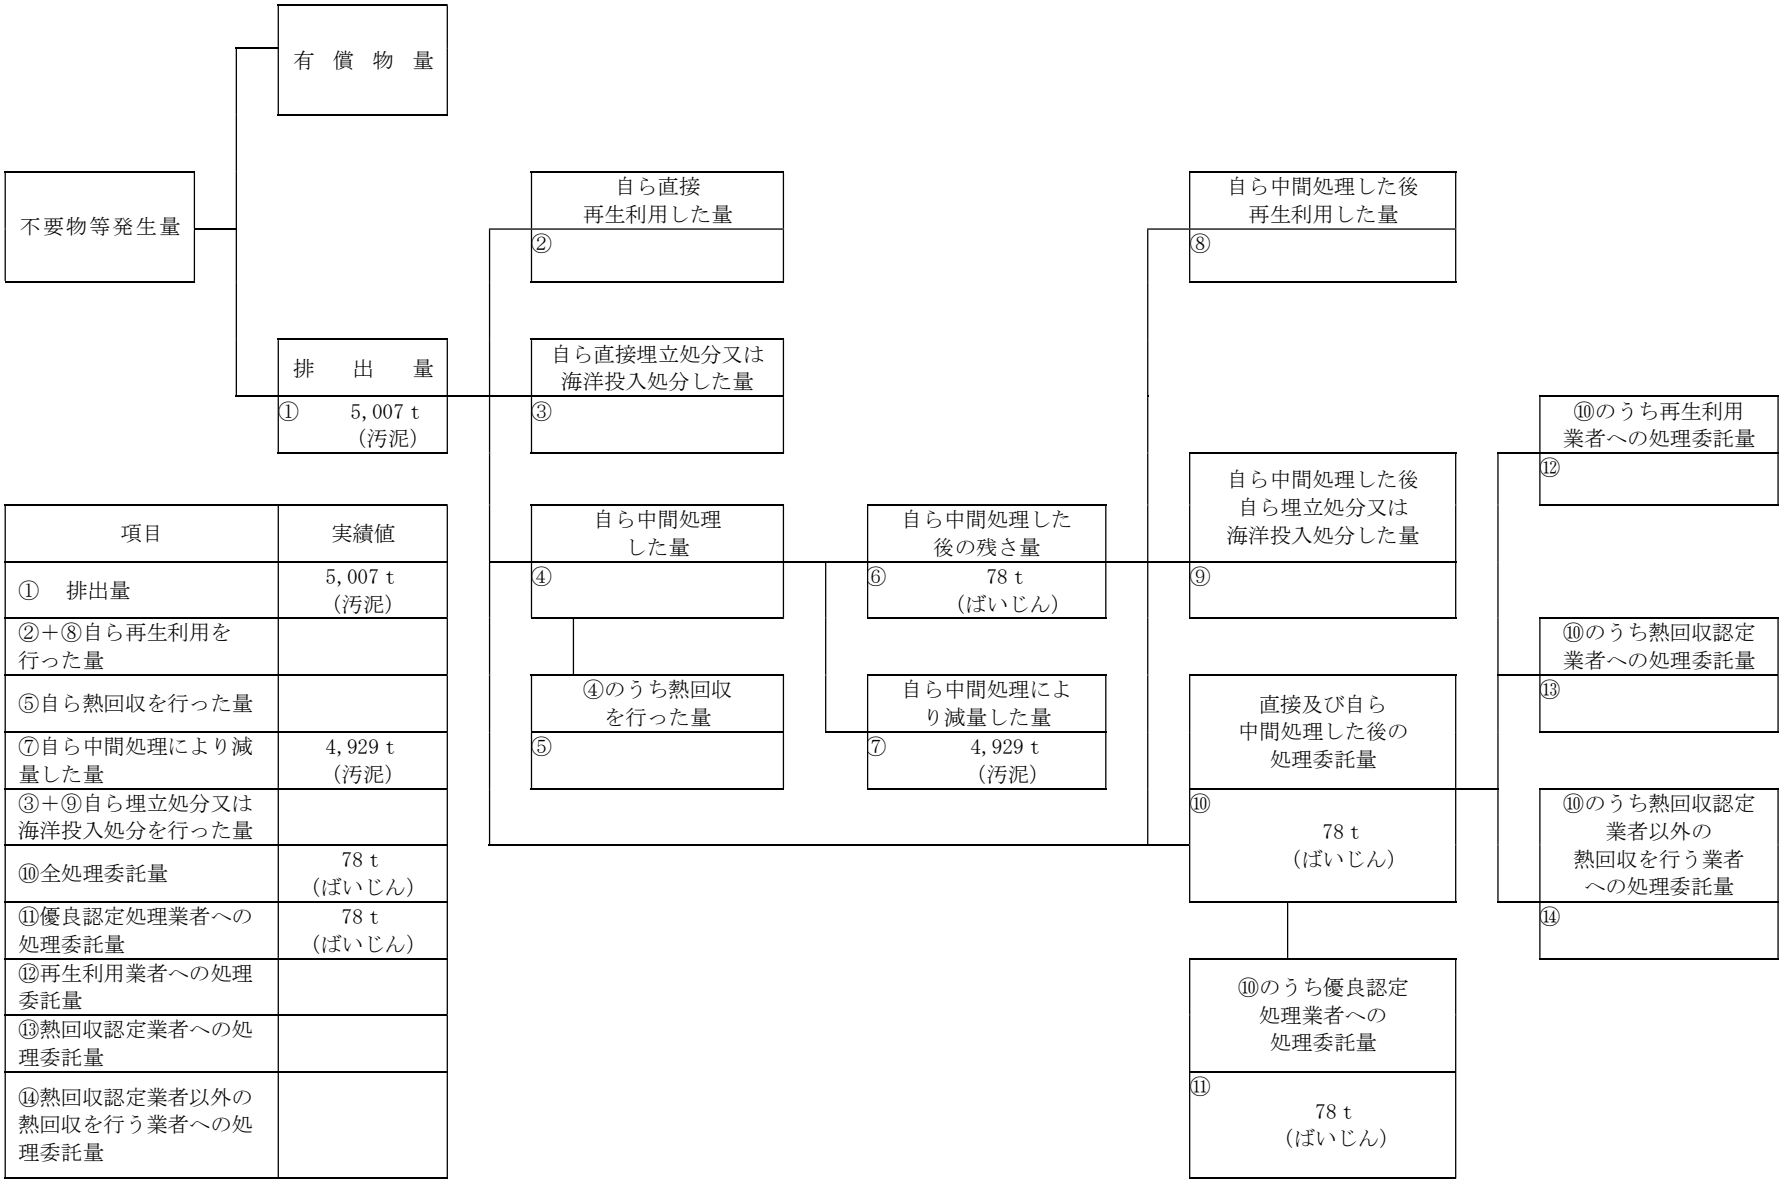 有償物量
不要物等発生量
排出量
① 5,007 t
（汚泥）
自ら直接
再生利用した量
②
自ら直接埋立処分又は
海洋投入処分した量
③
自ら中間処理
した量
④
④のうち熱回収
を行った量
⑤
自ら中間処理した
後の残さ量
⑥ 78 t
（ばいじん）
自ら中間処理によ
り減量した量
⑦ 4,929 t
（汚泥）
自ら中間処理した後
再生利用した量
⑧
自ら中間処理した後
自ら埋立処分又は
海洋投入処分した量
⑨
直接及び自ら
中間処理した後の
処理委託量
⑩
78 t
（ばいじん）
⑩のうち優良認定
処理業者への
処理委託量
⑪
78 t
（ばいじん）
⑩のうち再生利用
業者への処理委託量
⑫
⑩のうち熱回収認定
業者への処理委託量
⑬
⑩のうち熱回収認定
業者以外の
熱回収を行う業者
への処理委託量
⑭
項目 実績値
① 排出量
5,007 t
（汚泥）
②＋⑧自ら再生利用を
行った量
⑤自ら熱回収を行った量
⑦自ら中間処理により減
量した量
4,929 t
（汚泥）
③＋⑨自ら埋立処分又は
海洋投入処分を行った量
⑩全処理委託量
78 t
（ばいじん）
⑪優良認定処理業者への
処理委託量
78 t
（ばいじん）
⑫再生利用業者への処理
委託量
⑬熱回収認定業者への処
理委託量
⑭熱回収認定業者以外の
熱回収を行う業者への処
理委託量